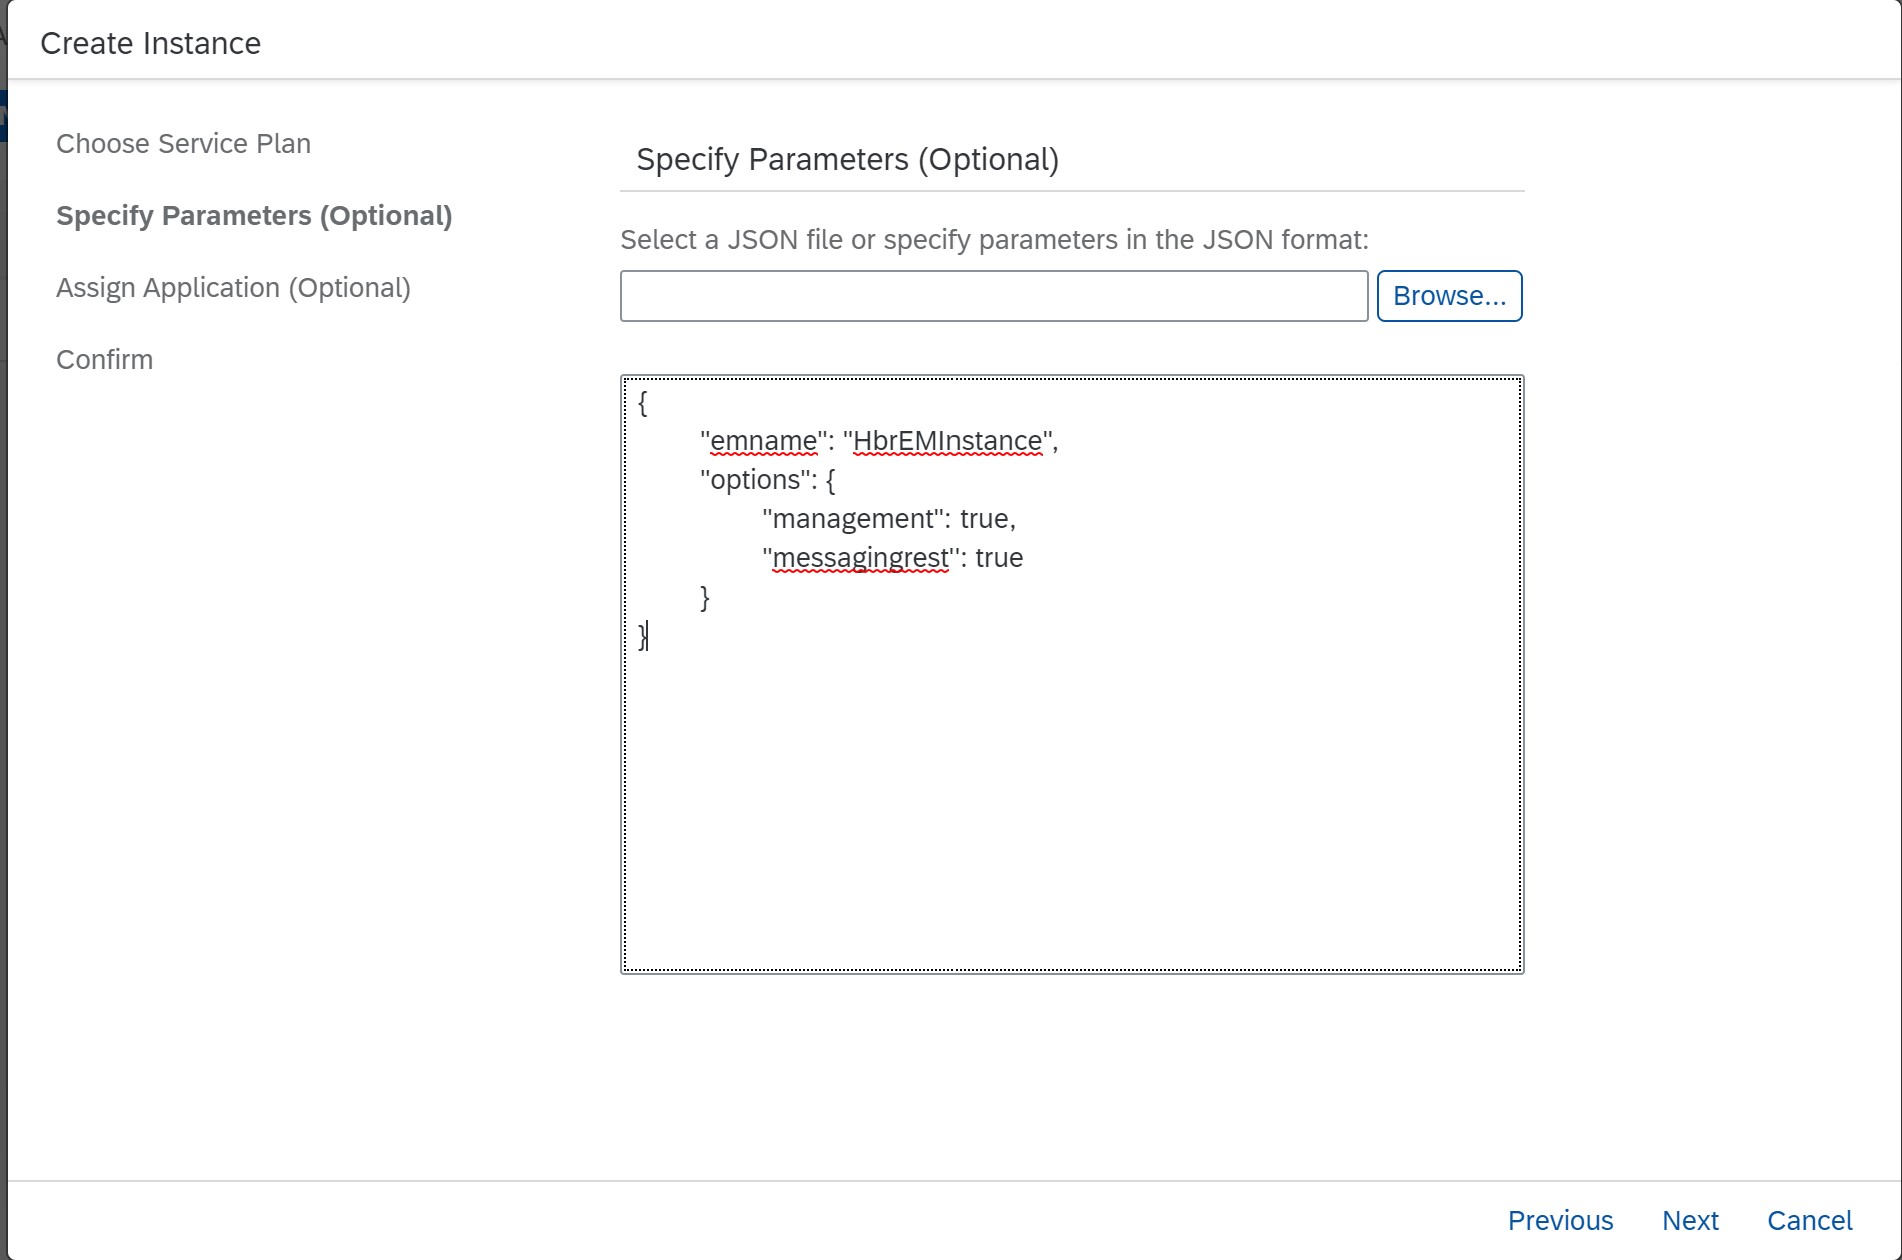 Create Instance
Choose Service Plan
Specify Parameters (Optional)
Assign Application (Optional)
Confirm
Specify Parameters (Optional)
Select a JSON file or specify parameters in the JSON format:
Browse...
{
"emname": "HbrEMInstance",
"options": {
"management": true,
"messagingrest": true
}
}
Previous Next Cancel